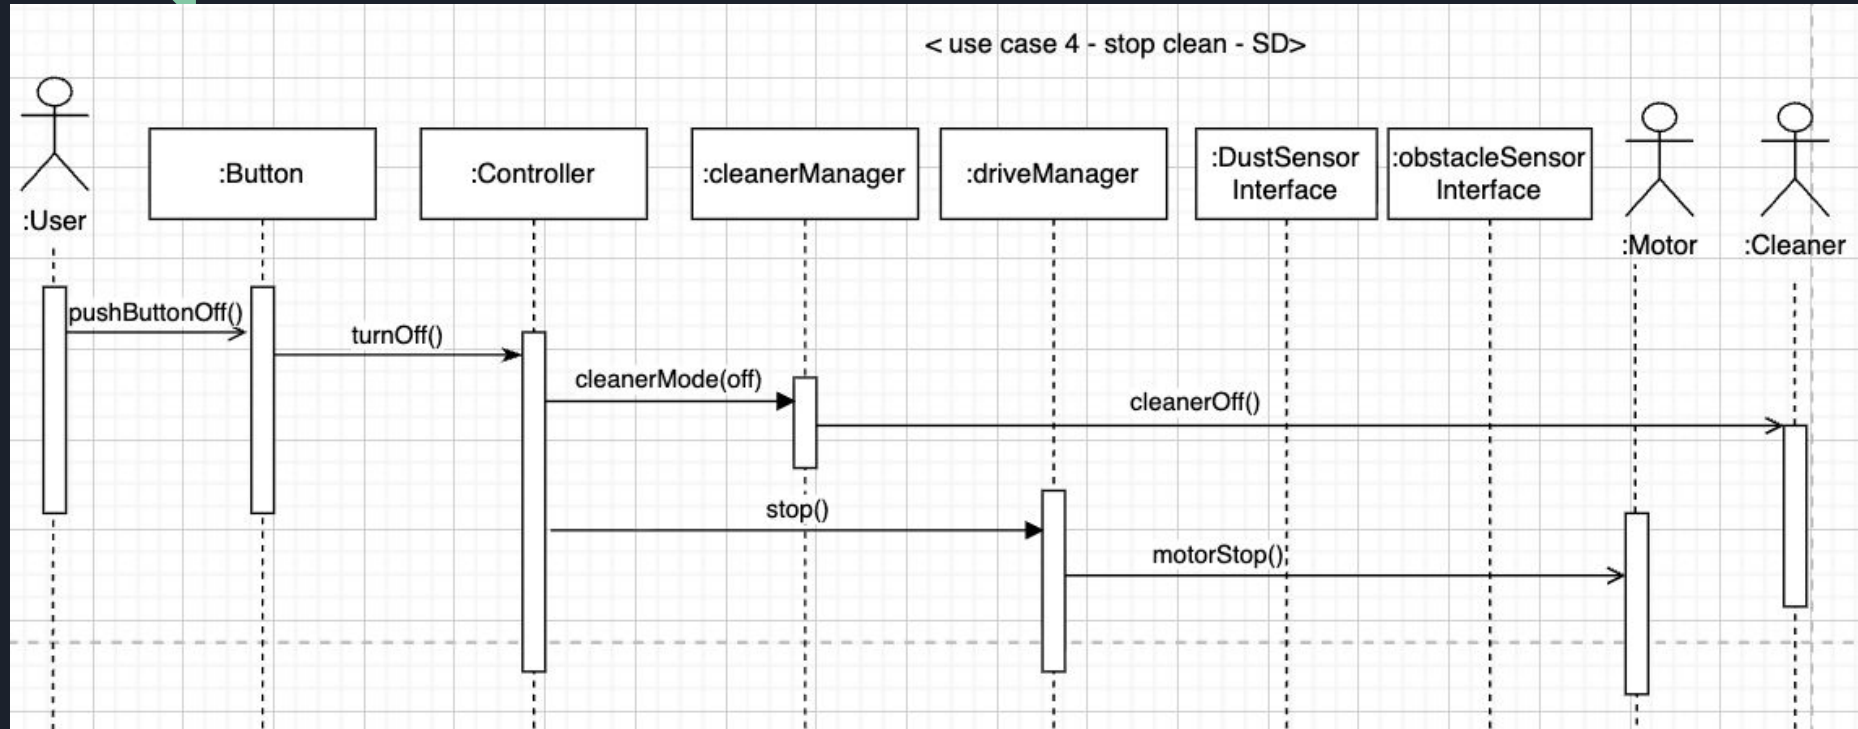 < use case 4 - stop clean - SD>
:User
:Button
:Controller
:cleanerManager
:driveManager
:DustSensor
Interface
:obstacleSensor
Interface
:Motor
:Cleaner
pushButtonOff()
turnOff()
cleanerMode(off)
cleanerOff()
stop()
motorStop()